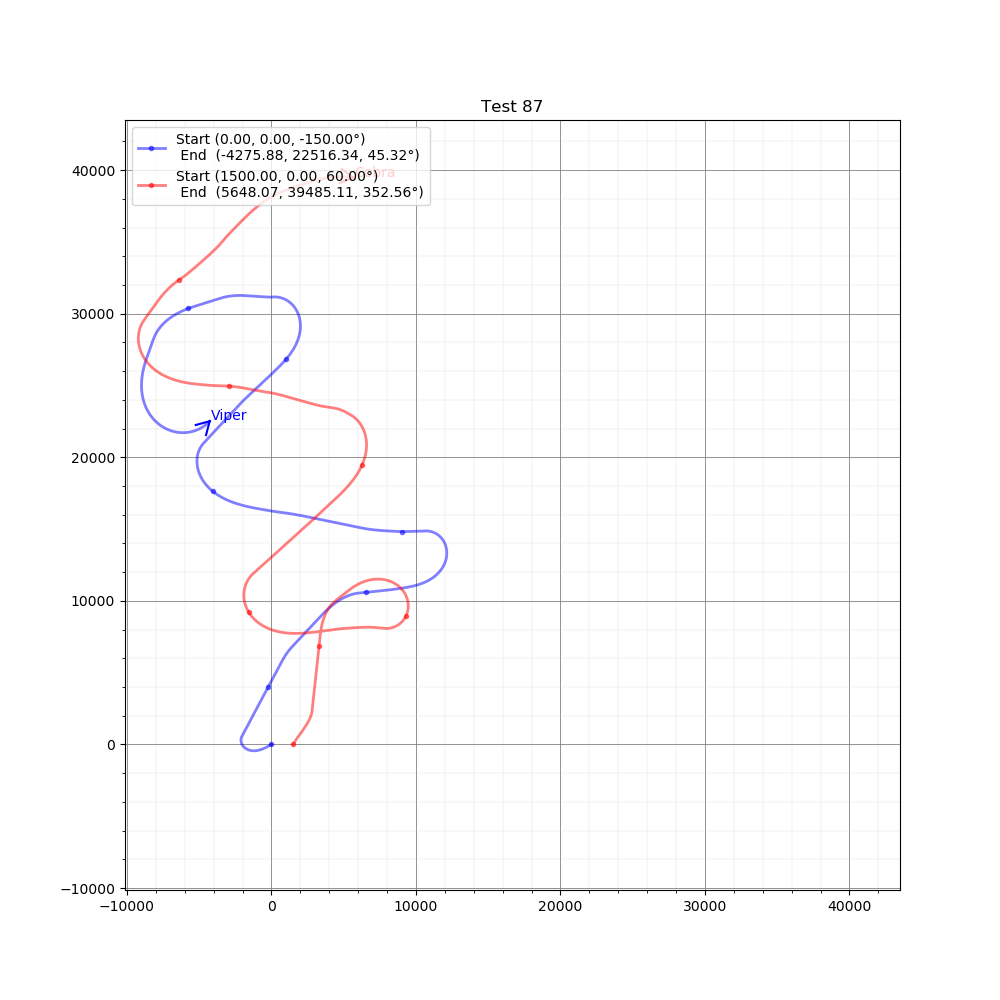 Test 87
Start (0.00, 0.00, -150.00°)
End (-4275.88, 22516.34, 45.32°)
Start (1500.00, 0.00, 60.00°)
End (5648.07, 39485.11, 352.56°)
Viper
40000
30000
20000
10000
0
−10000
−10000 0 10000 20000 30000 40000